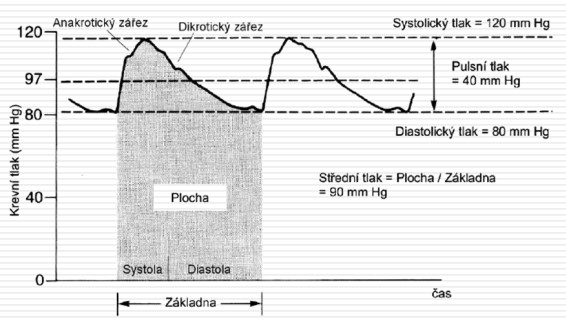 Anakrotický zářez
Dikrotický zářez
Systolický tlak = 120 mm Hg
Pulsní tlak
= 40 mm Hg
Diastolický tlak = 80 mm Hg
Střední tlak = Plocha / Základna
= 90 mm Hg
Krevní tlak (mm Hg)
120
97
80
40
0
Plocha
Systola
Diastola
Základna
čas